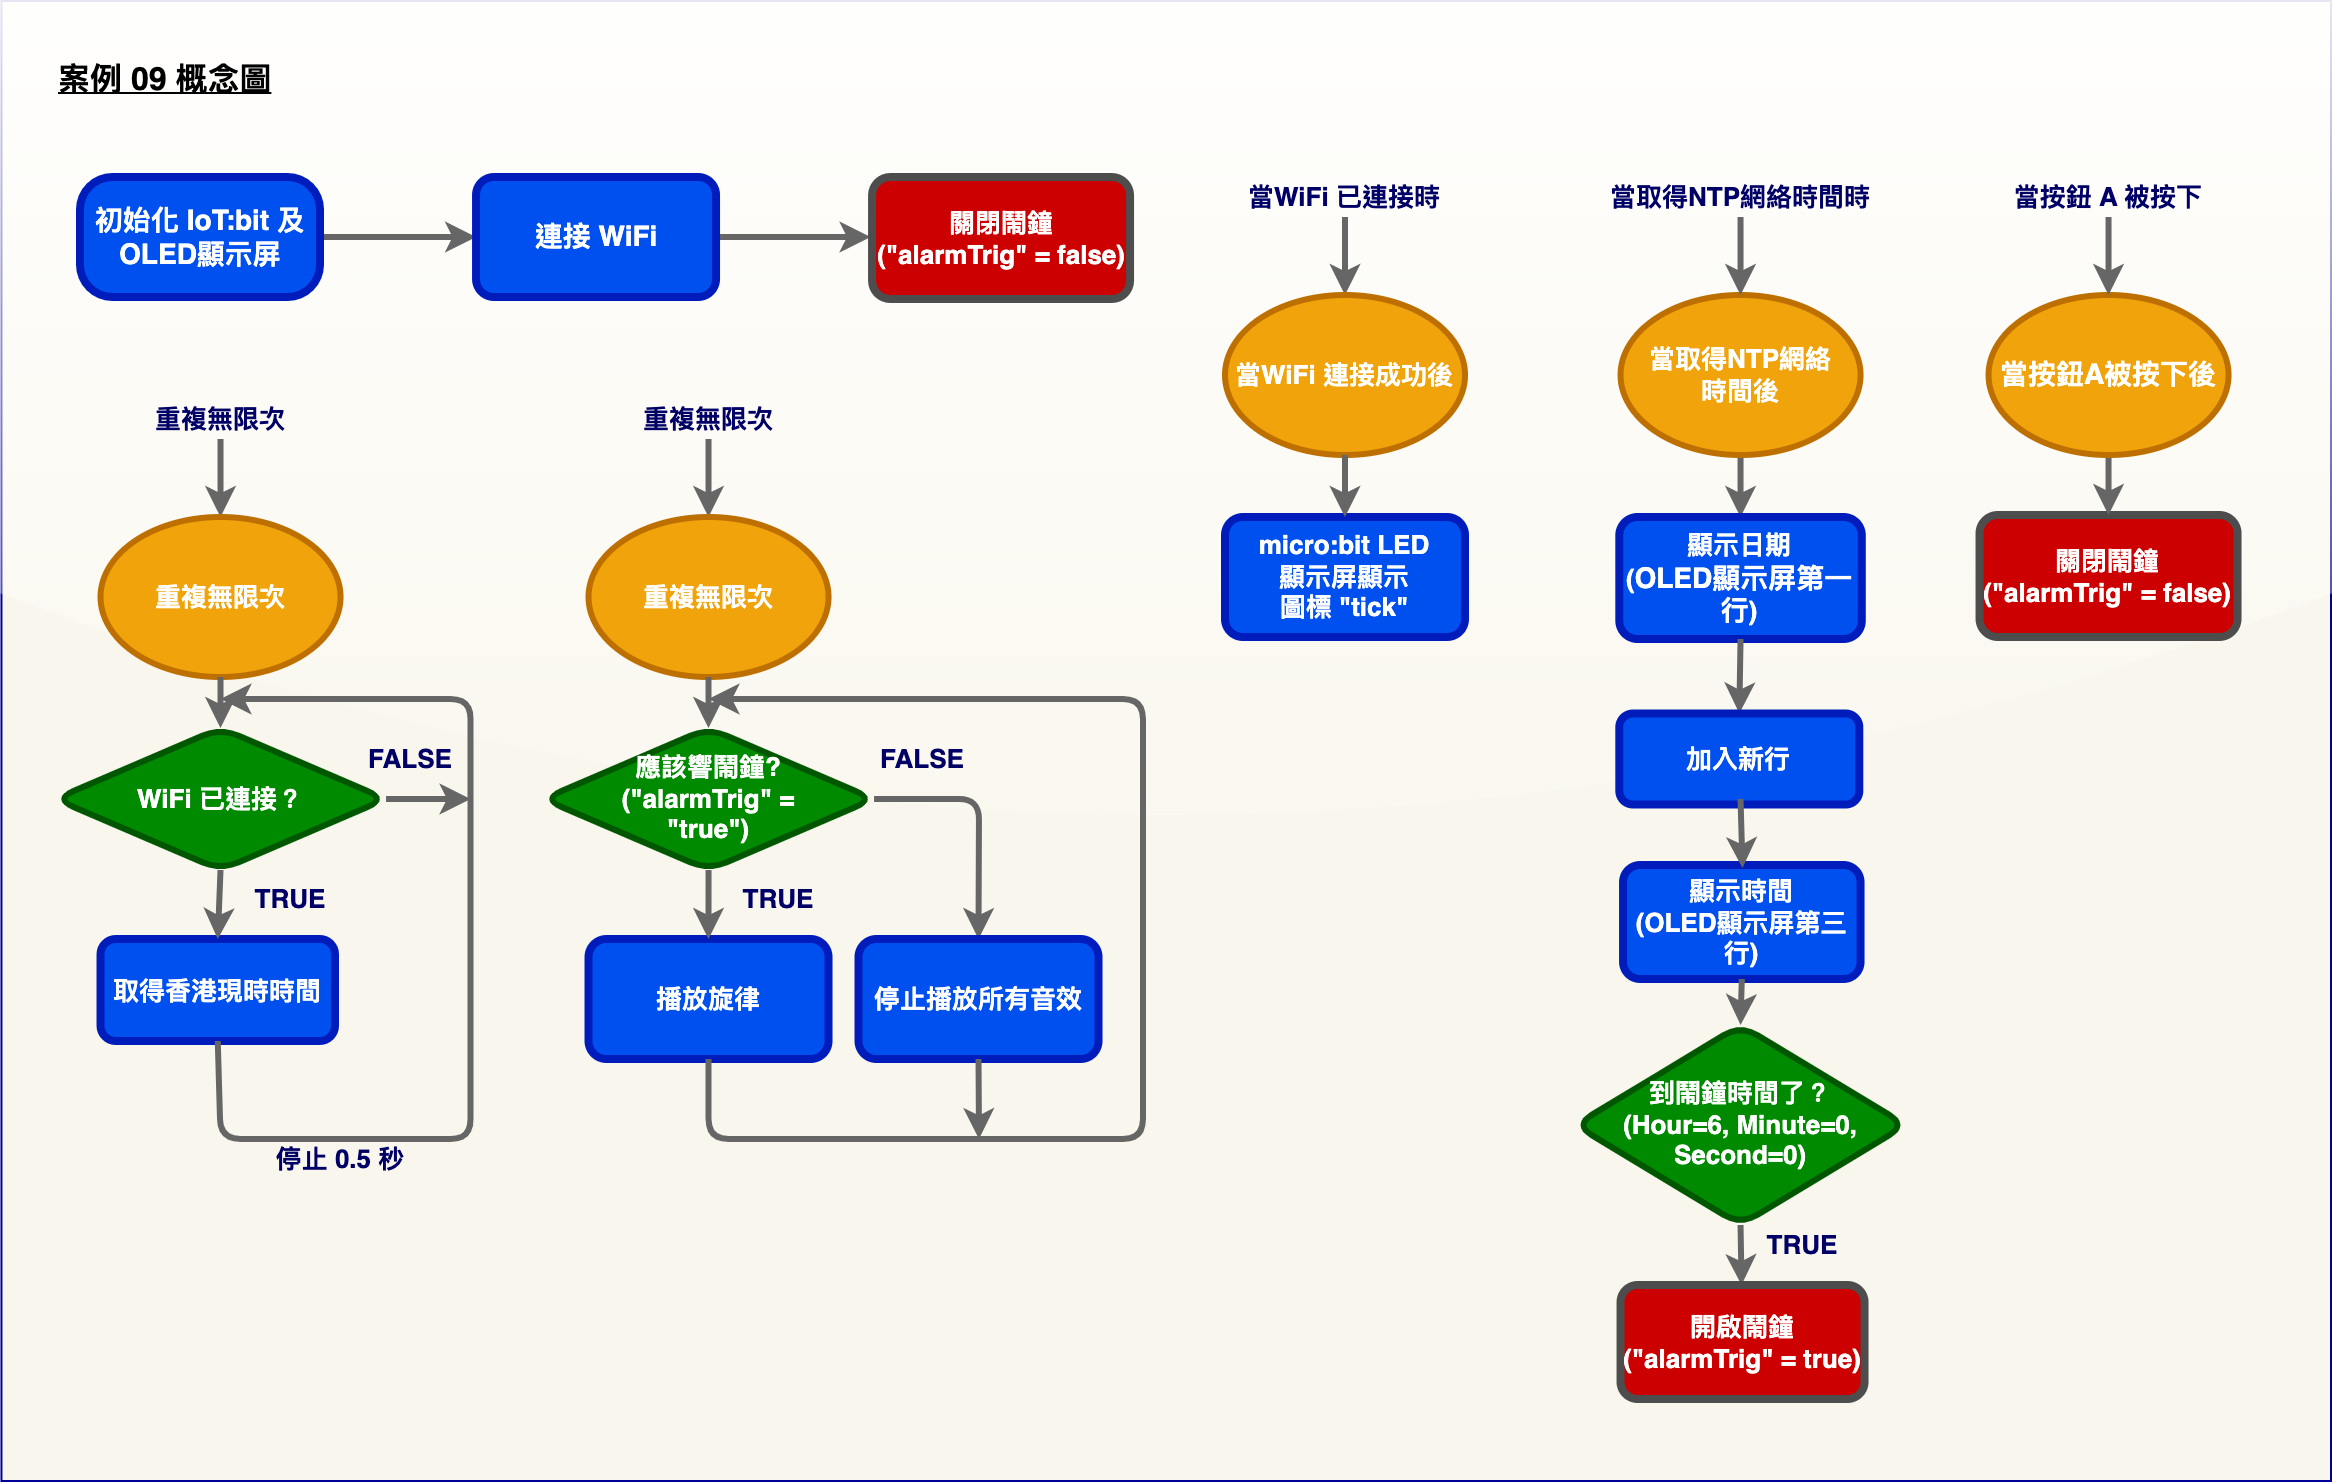 案例 09 概念圖
初始化 IoT:bit 及
OLED顯示屏
連接 WiFi
關閉鬧鐘
("alarmTrig" = false)
重複無限次
重複無限次
WiFi 已連接？
FALSE
TRUE
取得香港現時時間
停止 0.5 秒
重複無限次
重複無限次
應該響鬧鐘?
("alarmTrig" =
"true")
FALSE
TRUE
播放旋律
停止播放所有音效
當WiFi 已連接時
當WiFi 連接成功後
micro:bit LED
顯示屏顯示
圖標 "tick"
當取得NTP網絡時間時
當取得NTP網絡
時間後
顯示日期
(OLED顯示屏第一
行)
加入新行
顯示時間
(OLED顯示屏第三
行)
到鬧鐘時間了？
(Hour=6, Minute=0,
Second=0)
TRUE
開啟鬧鐘
("alarmTrig" = true)
當按鈕 A 被按下
當按鈕A被按下後
關閉鬧鐘
("alarmTrig" = false)